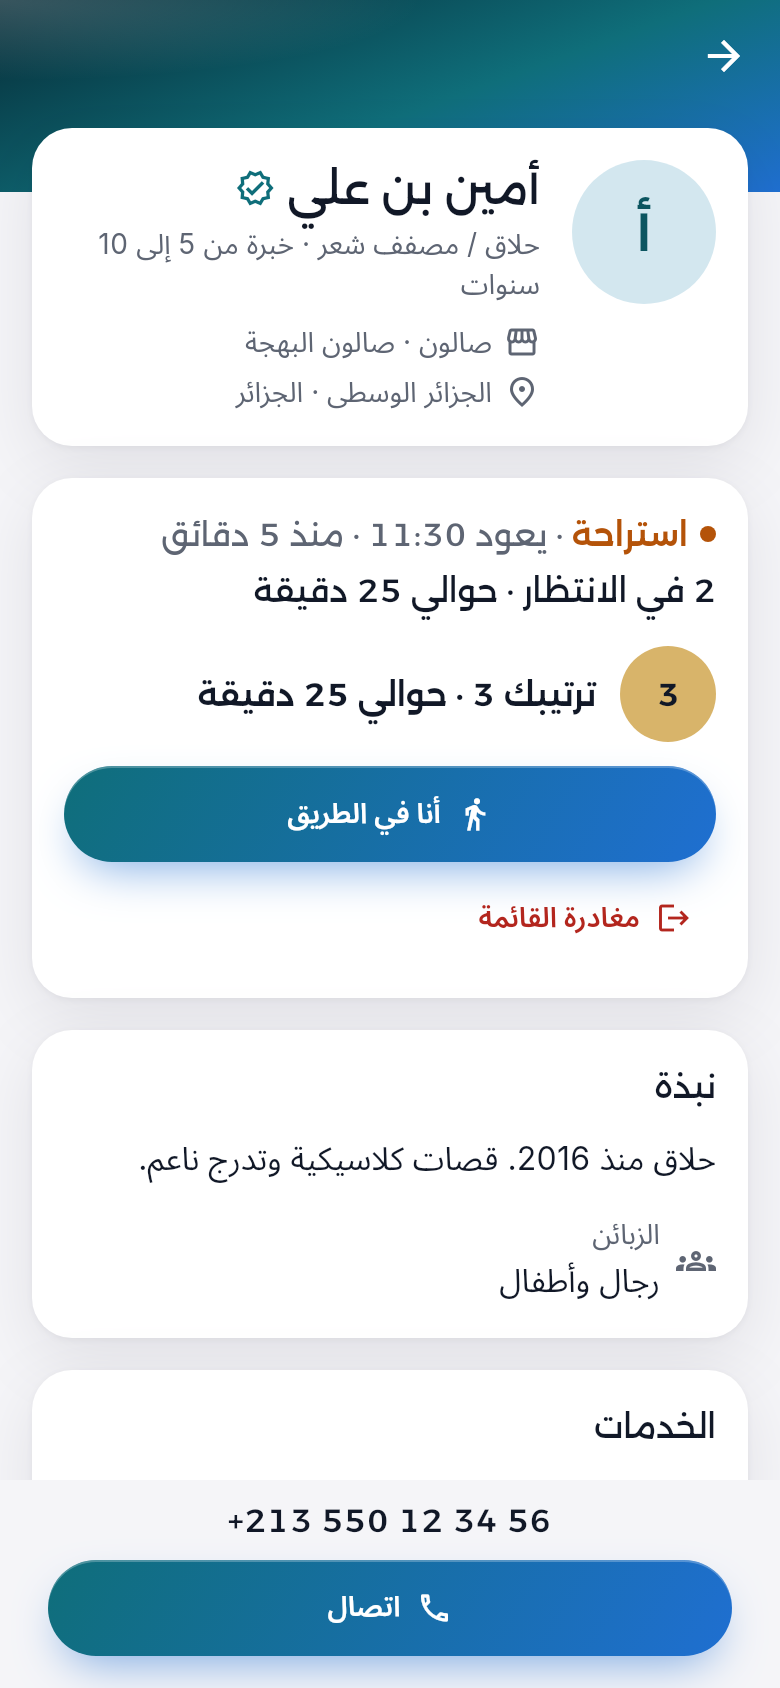 أمين بن علي
أ
حلاق / مصفف شعر · خبرة من 5 إلى 10
سنوات
صالون · صالون البهجة
الجزائر الوسطى · الجزائر
استراحة · يعود 11:30 · منذ 5 دقائق
2 في الانتظار · حوالي 25 دقيقة
3
ترتيبك 3 · حوالي 25 دقيقة
أنا في الطريق
مغادرة القائمة
نبذة
حلاق منذ 2016. قصات كلاسيكية وتدرج ناعم.
الزبائن
رجال وأطفال
الخدمات
+213 550 12 34 56
اتصال